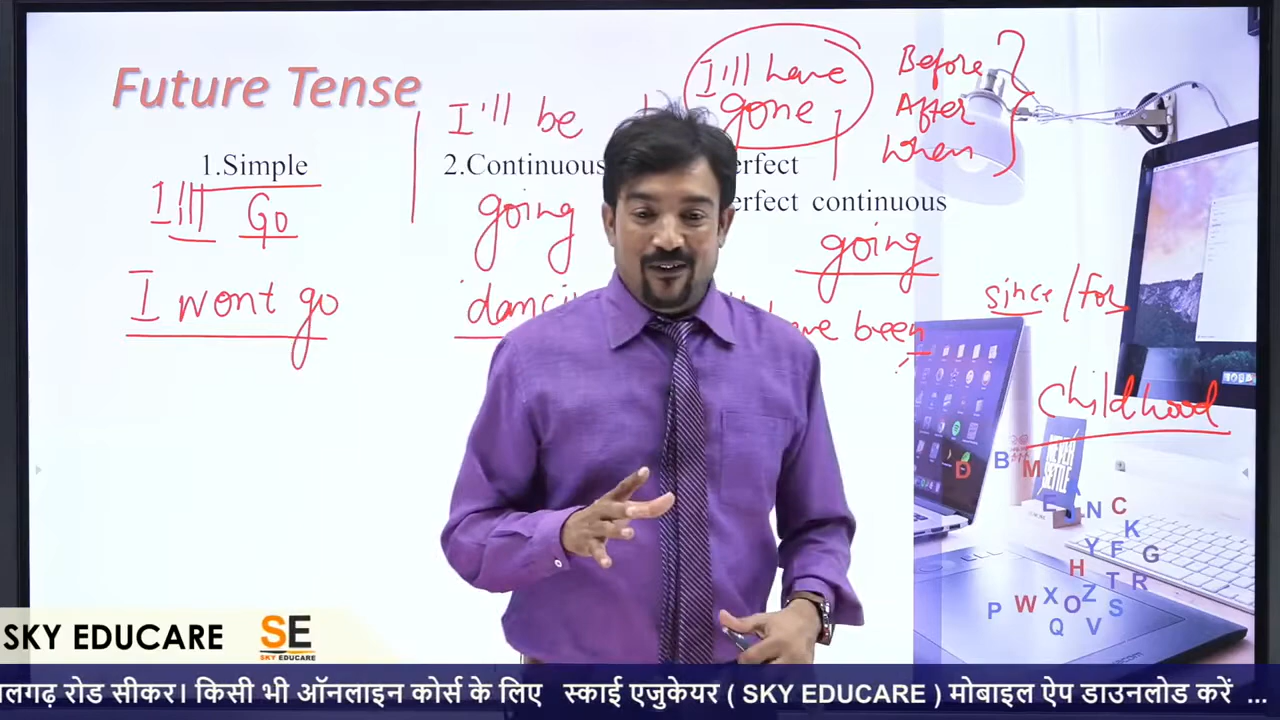 Future Tense
I'll be
I'll have
gone
Before
After
When
1.Simple
2.Continuous
erfect
erfect continuous
I'll Go
going
going
I wont go
danci
ve been
since/for
childhood
D B M
E N C
K
Y F G
H T R
P W X O Z S
Q V
SKY EDUCARE
SE
SKY EDUCARE
लगढ़ रोड सीकर। किसी भी ऑनलाइन कोर्स के लिए स्काई एजुकेयर ( SKY EDUCARE ) मोबाइल ऐप डाउनलोड करें ...